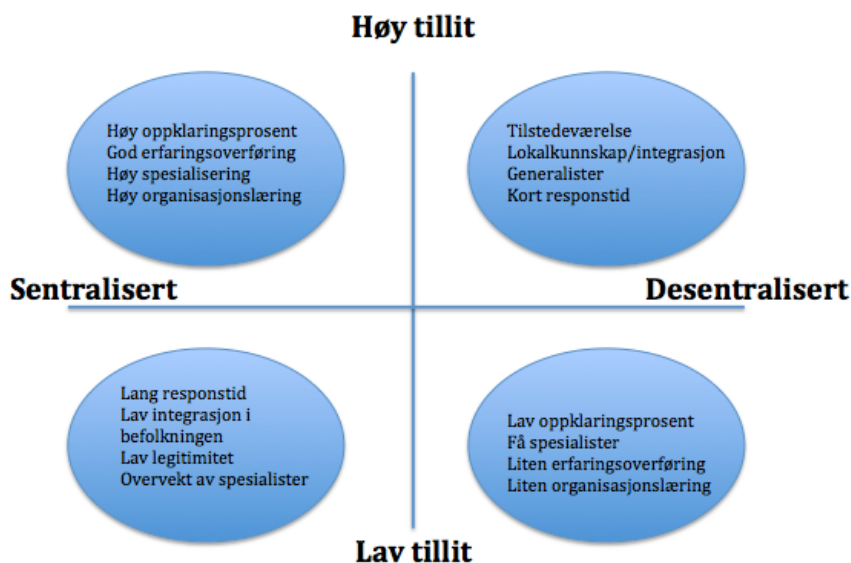 Høy tillit
Høy oppklaringsprosent
God erfaringsoverføring
Høy spesialisering
Høy organisasjonslæring
Tilstedeværelse
Lokalkunnskap/integrasjon
Generalister
Kort responstid
Sentralisert
Desentralisert
Lang responstid
Lav integrasjon i
befolkningen
Lav legitimitet
Overvekt av spesialister
Lav oppklaringsprosent
Få spesialister
Liten erfaringsoverføring
Liten organisasjonslæring
Lav tillit